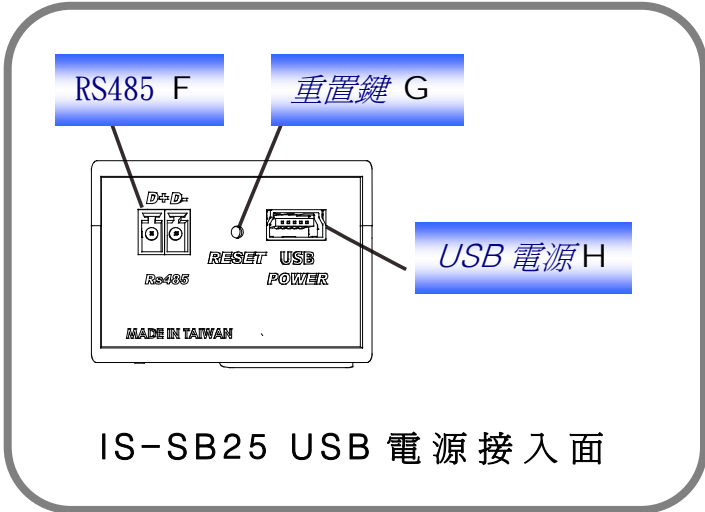 RS485 F
重置鍵 G
D+D-
RESET USB
Rs485
POWER
USB 電源 H
MADE IN TAIWAN
IS-SB25 USB 電源接入面